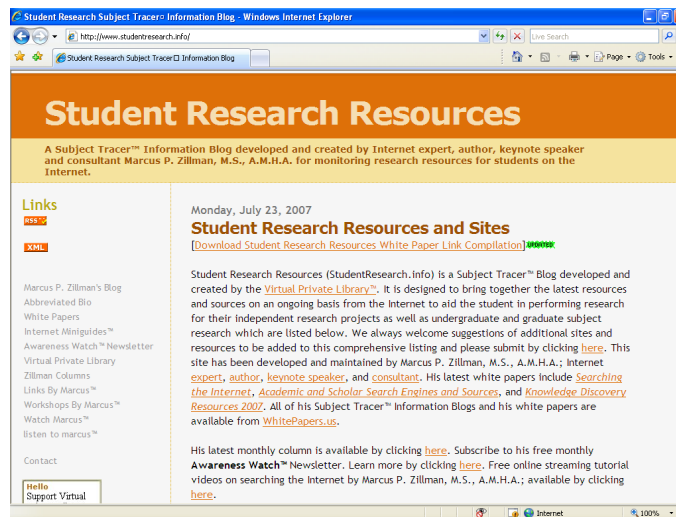 Student Research Subject Tracer¤ Information Blog - Windows Internet Explorer
http://www.studentresearch.info/
Live Search
Student Research Subject Tracer□ Information Blog
Page
Tools
Student Research Resources
A Subject Tracer™ Information Blog developed and created by Internet expert, author, keynote speaker
and consultant Marcus P. Zillman, M.S., A.M.H.A. for monitoring research resources for students on the
Internet.
Links
RSS
XML
Marcus P. Zillman's Blog
Abbreviated Bio
White Papers
Internet Miniguides™
Awareness Watch™ Newsletter
Virtual Private Library
Zillman Columns
Links By Marcus™
Workshops By Marcus™
Watch Marcus™
listen to marcus™
Contact
Hello
Support Virtual
Monday, July 23, 2007
Student Research Resources and Sites
[Download Student Research Resources White Paper Link Compilation] UPDATED
Student Research Resources (StudentResearch.info) is a Subject Tracer™ Blog developed and
created by the Virtual Private Library™. It is designed to bring together the latest resources
and sources on an ongoing basis from the Internet to aid the student in performing research
for their independent research projects as well as undergraduate and graduate subject
research which are listed below. We always welcome suggestions of additional sites and
resources to be added to this comprehensive listing and please submit by clicking here. This
site has been developed and maintained by Marcus P. Zillman, M.S., A.M.H.A.; Internet
expert, author, keynote speaker, and consultant. His latest white papers include Searching
the Internet, Academic and Scholar Search Engines and Sources, and Knowledge Discovery
Resources 2007. All of his Subject Tracer™ Information Blogs and his white papers are
available from WhitePapers.us.
His latest monthly column is available by clicking here. Subscribe to his free monthly
Awareness Watch™ Newsletter. Learn more by clicking here. Free online streaming tutorial
videos on searching the Internet by Marcus P. Zillman, M.S., A.M.H.A.; available by clicking
here.
Internet
100%